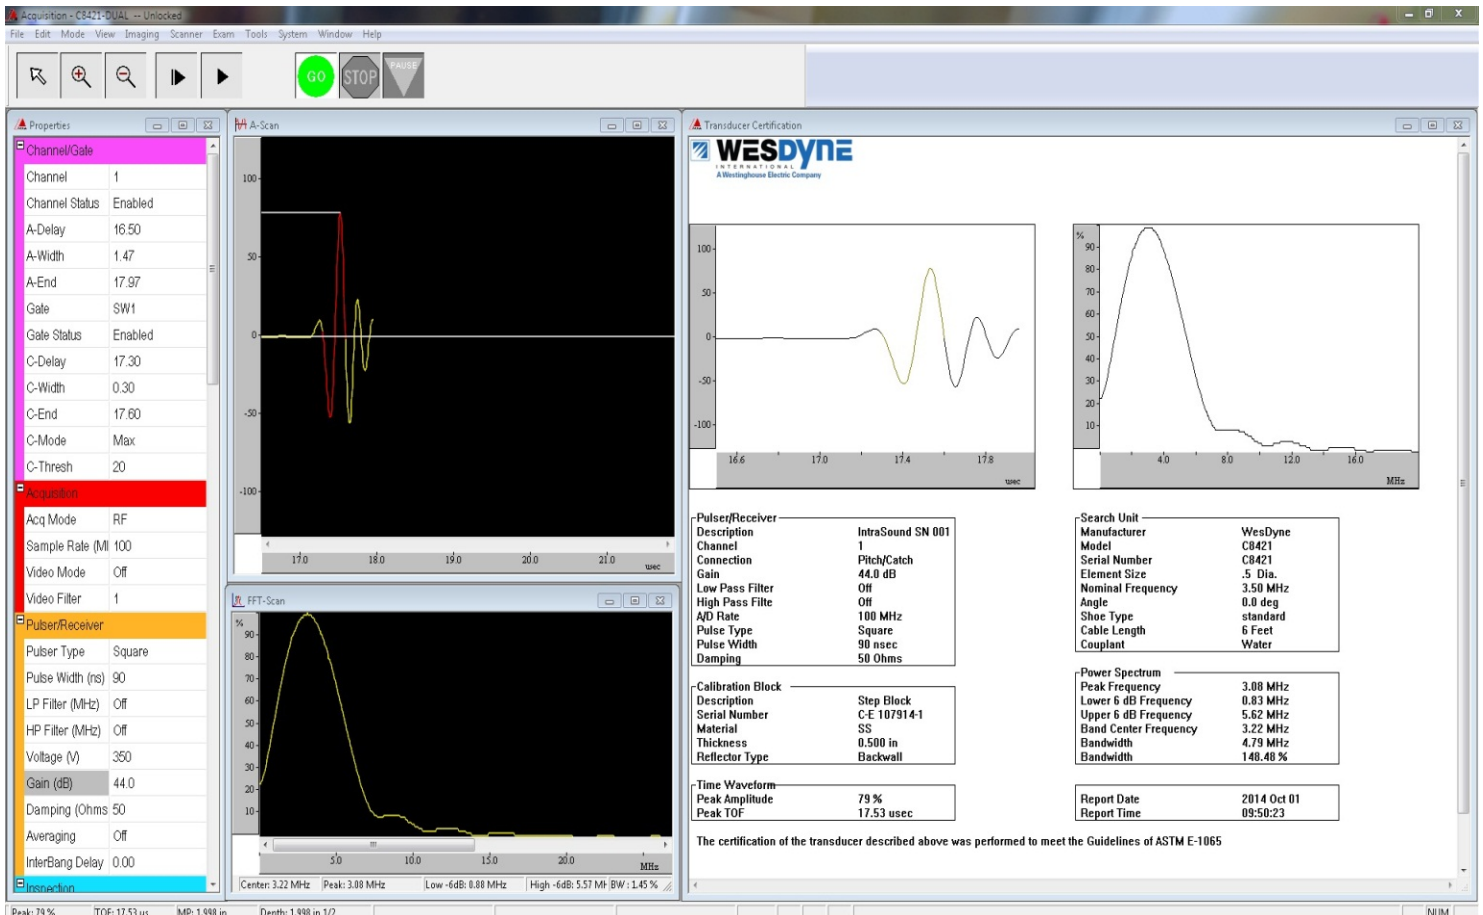 Acquisition - C8421-DUAL -- Unlocked
File Edit Mode View Imaging Scanner Exam Tools System Window Help
GO STOP PAUSE
Properties
Channel/Gate
Channel 1
Channel Status Enabled
A-Delay 16.50
A-Width 1.47
A-End 17.97
Gate SW1
Gate Status Enabled
C-Delay 17.30
C-Width 0.30
C-End 17.60
C-Mode Max
C-Thresh 20
Acquisition
Acq Mode RF
Sample Rate (MI 100
Video Mode Off
Video Filter 1
Pulser/Receiver
Pulser Type Square
Pulse Width (ns) 90
LP Filter (MHz) Off
HP Filter (MHz) Off
Voltage (V) 350
Gain (dB) 44.0
Damping (Ohms 50
Averaging Off
InterBang Delay 0.00
Inspection
A-Scan
100
50
0
-50
-100
17.0 18.0 19.0 20.0 21.0 usec
FFT-Scan
%
90
80
70
60
50
40
30
20
10
5.0 10.0 15.0 20.0 MHz
Center: 3.22 MHz Peak: 3.08 MHz Low -6dB: 0.88 MHz High -6dB: 5.57 MH BW : 1.45 %
Transducer Certification
WESDYNE
INTERNATIONAL
A Westinghouse Electric Company
100
50
0
-50
-100
16.6 17.0 17.4 17.8
usec
%
90
80
70
60
50
40
30
20
10
4.0 8.0 12.0 16.0
MHz
Pulser/Receiver
Description IntraSound SN 001
Channel 1
Connection Pitch/Catch
Gain 44.0 dB
Low Pass Filter Off
High Pass Filte Off
A/D Rate 100 MHz
Pulse Type Square
Pulse Width 90 nsec
Damping 50 Ohms
Search Unit
Manufacturer WesDyne
Model C8421
Serial Number C8421
Element Size .5 Dia.
Nominal Frequency 3.50 MHz
Angle 0.0 deg
Shoe Type standard
Cable Length 6 Feet
Couplant Water
Calibration Block
Description Step Block
Serial Number C-E 107914-1
Material SS
Thickness 0.500 in
Reflector Type Backwall
Power Spectrum
Peak Frequency 3.08 MHz
Lower 6 dB Frequency 0.83 MHz
Upper 6 dB Frequency 5.62 MHz
Band Center Frequency 3.22 MHz
Bandwidth 4.79 MHz
Bandwidth 148.48 %
Time Waveform
Peak Amplitude 79 %
Peak TOF 17.53 usec
Report Date 2014 Oct 01
Report Time 09:50:23
The certification of the transducer described above was performed to meet the Guidelines of ASTM E-1065
Peak: 79 % TOF: 17.53 us MP: 1.998 in Depth: 1.998 in 1/2 NUM